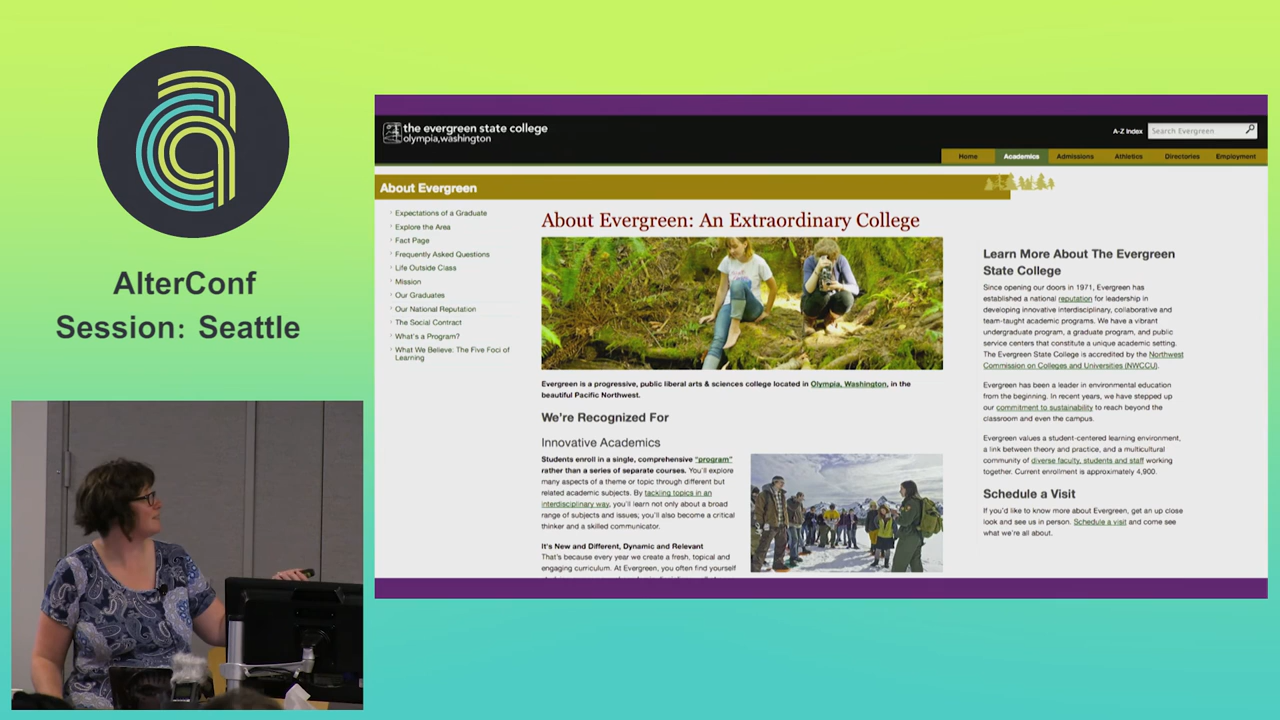 AlterConf
Session: Seattle
the evergreen state college
olympia,washington
A-Z Index
Search Evergreen
Home
Academics
Admissions
Athletics
Directories
Employment
About Evergreen
Expectations of a Graduate
Explore the Area
Fact Page
Frequently Asked Questions
Life Outside Class
Mission
Our Graduates
Our National Reputation
The Social Contract
What's a Program?
What We Believe: The Five Foci of
Learning
About Evergreen: An Extraordinary College
Evergreen is a progressive, public liberal arts & sciences college located in Olympia, Washington, in the
beautiful Pacific Northwest.
We're Recognized For
Innovative Academics
Students enroll in a single, comprehensive “program”
rather than a series of separate courses. You'll explore
many aspects of a theme or topic through different but
related academic subjects. By tackling topics in an
interdisciplinary way, you'll learn not only about a broad
range of subjects and issues; you'll also become a critical
thinker and a skilled communicator.
It's New and Different, Dynamic and Relevant
That's because every year we create a fresh, topical and
engaging curriculum. At Evergreen, you often find yourself
Learn More About The Evergreen
State College
Since opening our doors in 1971, Evergreen has
established a national reputation for leadership in
developing innovative interdisciplinary, collaborative and
team-taught academic programs. We have a vibrant
undergraduate program, a graduate program, and public
service centers that constitute a unique academic setting.
The Evergreen State College is accredited by the Northwest
Commission on Colleges and Universities (NWCCU).
Evergreen has been a leader in environmental education
from the beginning. In recent years, we have stepped up
our commitment to sustainability to reach beyond the
classroom and even the campus.
Evergreen values a student-centered learning environment,
a link between theory and practice, and a multicultural
community of diverse faculty, students and staff working
together. Current enrollment is approximately 4,900.
Schedule a Visit
If you'd like to know more about Evergreen, get an up close
look and see us in person. Schedule a visit and come see
what we're all about.